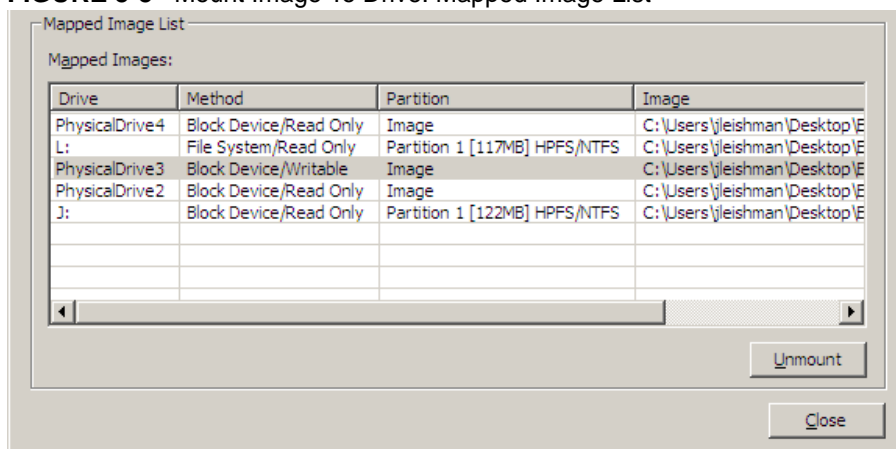 Mount Image To Drive: Mapped Image List
Mapped Image List
Mapped Images:
Drive Method Partition Image
PhysicalDrive4 Block Device/Read Only Image C:\Users\jleishman\Desktop\E
L: File System/Read Only Partition 1 [117MB] HPFS/NTFS C:\Users\jleishman\Desktop\E
PhysicalDrive3 Block Device/Writable Image C:\Users\jleishman\Desktop\E
PhysicalDrive2 Block Device/Read Only Image C:\Users\jleishman\Desktop\E
J: Block Device/Read Only Partition 1 [122MB] HPFS/NTFS C:\Users\jleishman\Desktop\E
Unmount
Close